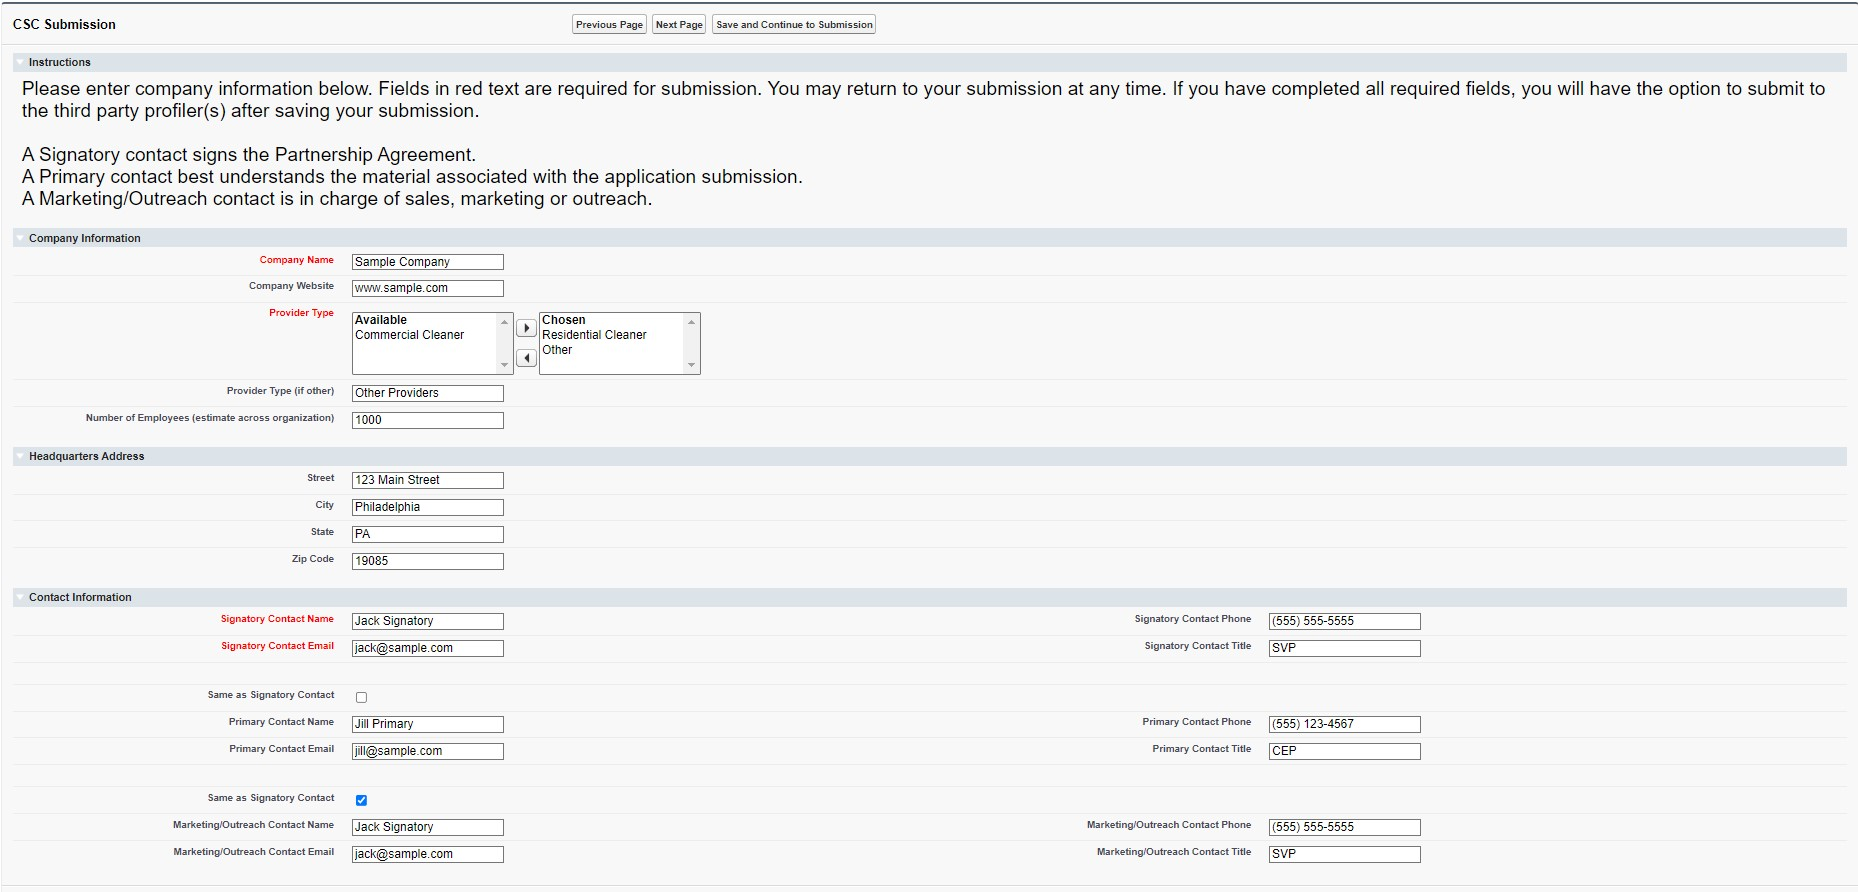 CSC Submission
Previous Page Next Page Save and Continue to Submission
Instructions
Please enter company information below. Fields in red text are required for submission. You may return to your submission at any time. If you have completed all required fields, you will have the option to submit to
the third party profiler(s) after saving your submission.
A Signatory contact signs the Partnership Agreement.
A Primary contact best understands the material associated with the application submission.
A Marketing/Outreach contact is in charge of sales, marketing or outreach.
Company Information
Company Name Sample Company
Company Website www.sample.com
Provider Type
Available Chosen
Commercial Cleaner Residential Cleaner
Other
Provider Type (if other) Other Providers
Number of Employees (estimate across organization) 1000
Headquarters Address
Street 123 Main Street
City Philadelphia
State PA
Zip Code 19085
Contact Information
Signatory Contact Name Jack Signatory Signatory Contact Phone (555) 555-5555
Signatory Contact Email jack@sample.com Signatory Contact Title SVP
Same as Signatory Contact
Primary Contact Name Jill Primary Primary Contact Phone (555) 123-4567
Primary Contact Email jill@sample.com Primary Contact Title CEP
Same as Signatory Contact
Marketing/Outreach Contact Name Jack Signatory Marketing/Outreach Contact Phone (555) 555-5555
Marketing/Outreach Contact Email jack@sample.com Marketing/Outreach Contact Title SVP